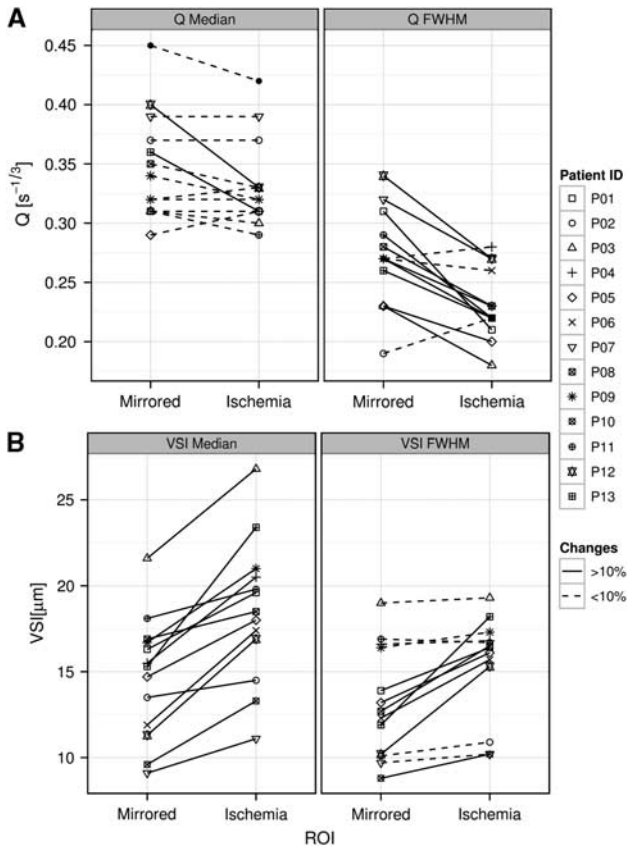 A
Q Median
Q FWHM
0.45
0.40
0.35
0.30
0.25
0.20
Q [s⁻¹ᐟ³]
Mirrored
Ischemia
Mirrored
Ischemia
Patient ID
P01
P02
P03
P04
P05
P06
P07
P08
P09
P10
P11
P12
P13
Changes
>10%
<10%
B
VSI Median
VSI FWHM
25
20
15
10
VSI[µm]
Mirrored
Ischemia
Mirrored
Ischemia
ROI